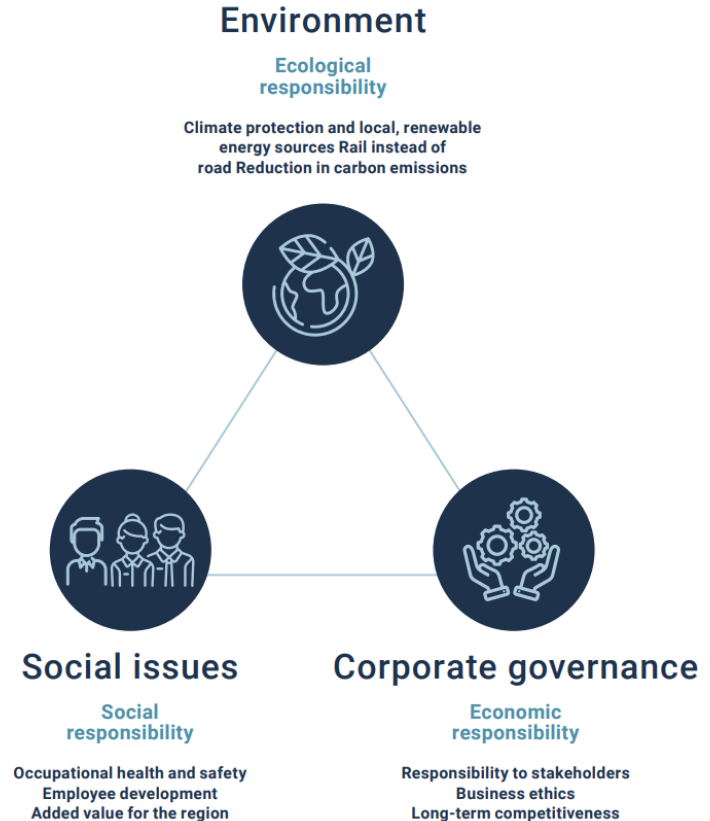 Environment
Ecological
responsibility
Climate protection and local, renewable
energy sources Rail instead of
road Reduction in carbon emissions
Social issues
Social
responsibility
Occupational health and safety
Employee development
Added value for the region
Corporate governance
Economic
responsibility
Responsibility to stakeholders
Business ethics
Long-term competitiveness